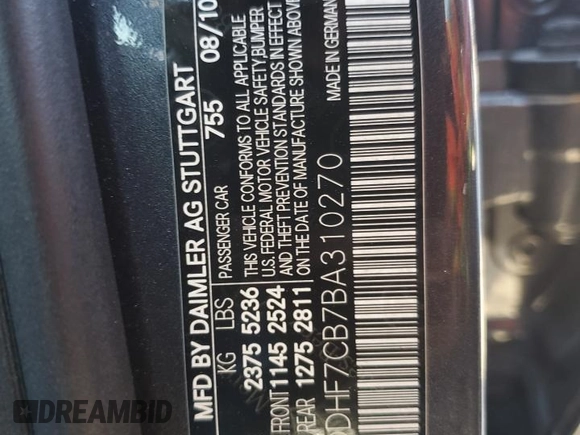 MFD BY DAIMLER AG STUTTGART
755 08/10
KG LBS PASSENGER CAR
2375 5236
FRONT 1145 2524
REAR 1275 2811
THIS VEHICLE CONFORMS TO ALL APPLICABLE
U.S. FEDERAL MOTOR VEHICLE SAFETY BUMPER
AND THEFT PREVENTION STANDARDS IN EFFECT
ON THE DATE OF MANUFACTURE SHOWN ABOVE
MADE IN GERMANY
DHF7CB7BA310270
DREAMBID